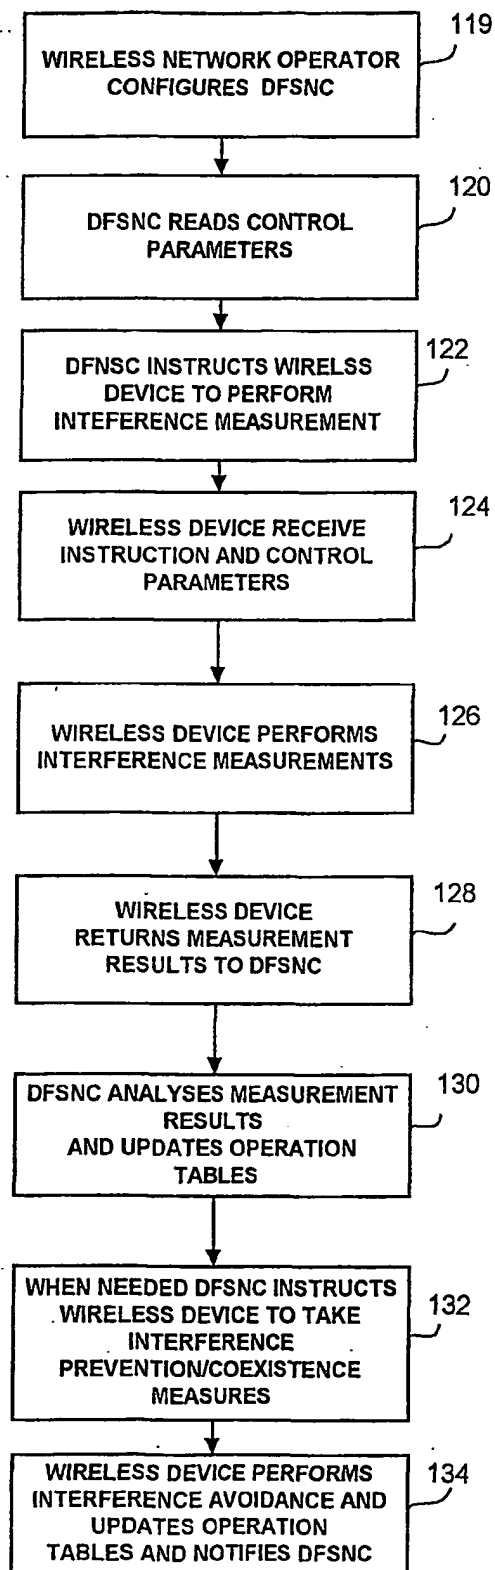 WIRELESS NETWORK OPERATOR
CONFIGURES DFSNC
119
DFSNC READS CONTROL
PARAMETERS
120
DFNSC INSTRUCTS WIRELSS
DEVICE TO PERFORM
INTEFERENCE MEASUREMENT
122
WIRELESS DEVICE RECEIVE
INSTRUCTION AND CONTROL
PARAMETERS
124
WIRELESS DEVICE PERFORMS
INTERFERENCE MEASUREMENTS
126
WIRELESS DEVICE
RETURNS MEASUREMENT
RESULTS TO DFSNC
128
DFSNC ANALYSES MEASUREMENT
RESULTS
AND UPDATES OPERATION
TABLES
130
WHEN NEEDED DFSNC INSTRUCTS
WIRELESS DEVICE TO TAKE
INTERFERENCE
PREVENTION/COEXISTENCE
MEASURES
132
WIRELESS DEVICE PERFORMS
INTERFERENCE AVOIDANCE AND
UPDATES OPERATION
TABLES AND NOTIFIES DFSNC
134